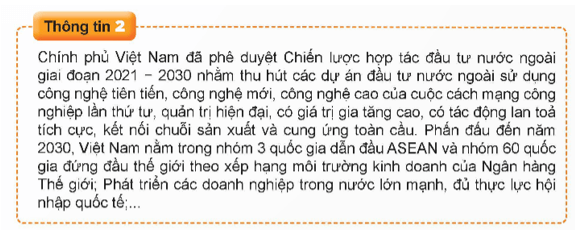 Thông tin 2
Chính phủ Việt Nam đã phê duyệt Chiến lược hợp tác đầu tư nước ngoài
giai đoạn 2021 – 2030 nhằm thu hút các dự án đầu tư nước ngoài sử dụng
công nghệ tiên tiến, công nghệ mới, công nghệ cao của cuộc cách mạng công
nghiệp lần thứ tư, quản trị hiện đại, có giá trị gia tăng cao, có tác động lan toả
tích cực, kết nối chuỗi sản xuất và cung ứng toàn cầu. Phấn đấu đến năm
2030, Việt Nam nằm trong nhóm 3 quốc gia dẫn đầu ASEAN và nhóm 60 quốc
gia đứng đầu thế giới theo xếp hạng môi trường kinh doanh của Ngân hàng
Thế giới; Phát triển các doanh nghiệp trong nước lớn mạnh, đủ thực lực hội
nhập quốc tế;...